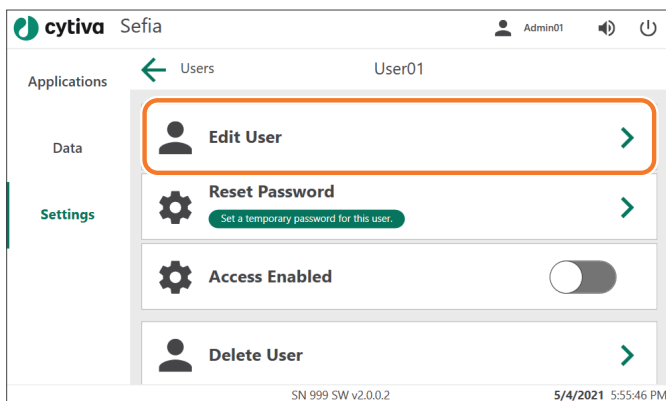 cytiva Sefia Admin01
Applications
Data
Settings
Users User01
Edit User
Reset Password
Set a temporary password for this user.
Access Enabled
Delete User
SN 999 SW v2.0.0.2 5/4/2021 5:55:46 PM